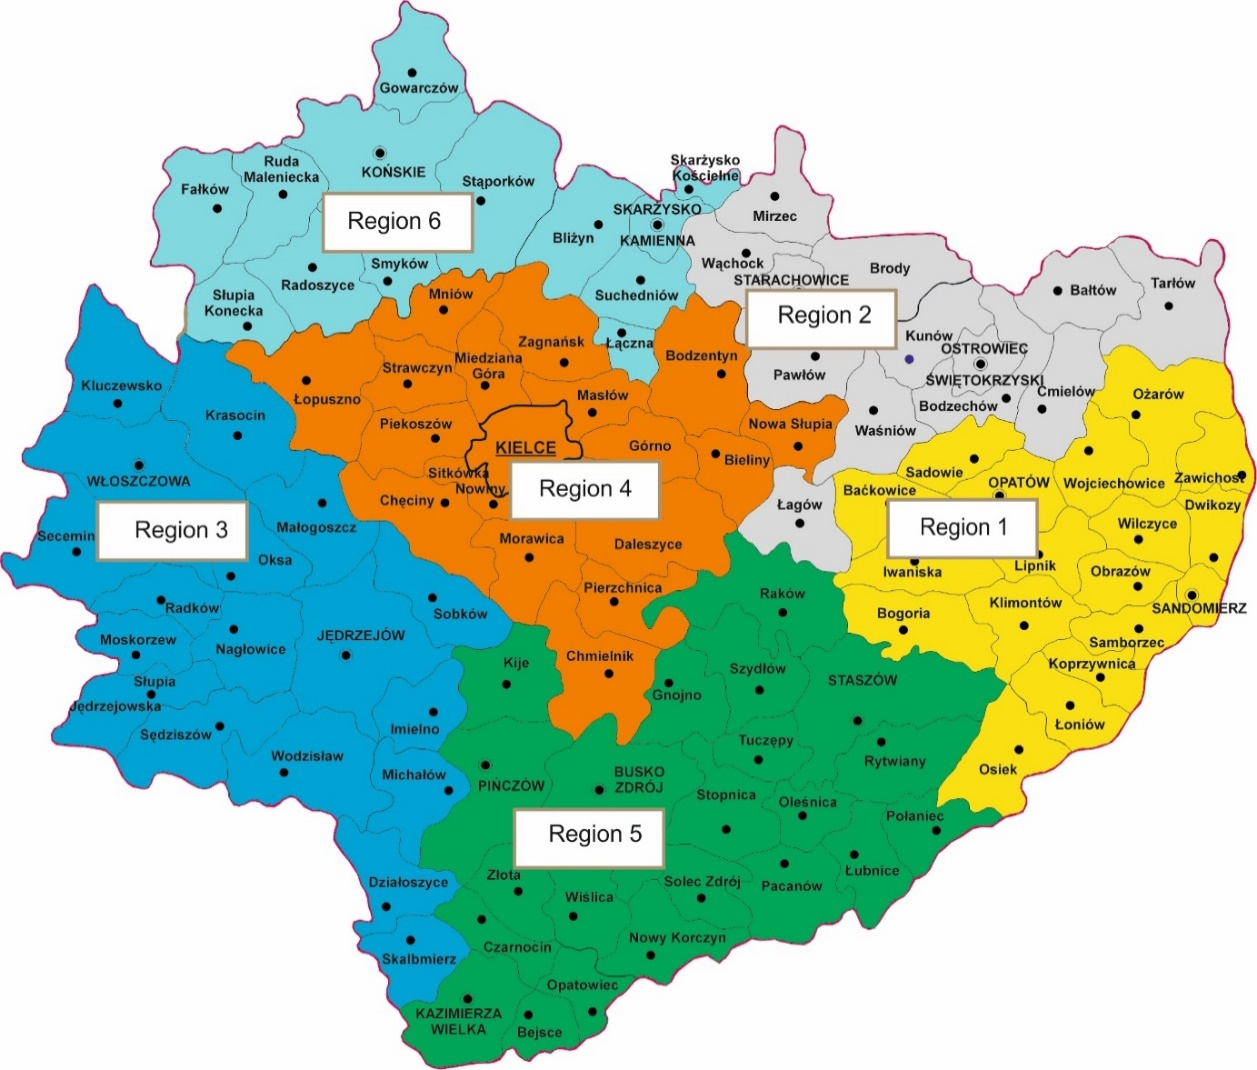 Gowarczów
KOŃSKIE
Ruda
Maleniecka
Fałków
Stąporków
Region 6
Radoszyce
Smyków
Słupia
Konecka
Skarżysko
Kościelne
SKARŻYSKO
KAMIENNA
Bliżyn
Suchedniów
Łączna
Mirzec
Wąchock
STARACHOWICE
Brody
Region 2
Pawłów
Kunów
OSTROWIEC
ŚWIĘTOKRZYSKI
Bodzechów
Ćmielów
Waśniów
Bałtów
Tarłów
Łagów
Mniów
Zagnańsk
Strawczyn
Miedziana
Góra
Łopuszno
Masłów
Bodzentyn
Piekoszów
KIELCE
Górno
Nowa Słupia
Bieliny
Sitkówka
Nowiny
Chęciny
Region 4
Morawica
Daleszyce
Pierzchnica
Chmielnik
Ożarów
Sadowie
OPATÓW
Wojciechowice
Zawichost
Baćkowice
Dwikozy
Region 1
Wilczyce
Iwaniska
Lipnik
Obrazów
SANDOMIERZ
Bogoria
Klimontów
Samborzec
Koprzywnica
Łoniów
Osiek
Kluczewsko
Krasocin
WŁOSZCZOWA
Region 3
Secemin
Małogoszcz
Oksa
Radków
Sobków
Moskorzew
Nagłowice
JĘDRZEJÓW
Słupia
Jędrzejowska
Sędziszów
Imielno
Wodzisław
Michałów
Działoszyce
Skalbmierz
Raków
Kije
Szydłów
STASZÓW
Gnojno
Tuczępy
Rytwiany
PIŃCZÓW
BUSKO
ZDRÓJ
Stopnica
Oleśnica
Połaniec
Region 5
Łubnice
Pacanów
Złota
Wiślica
Solec Zdrój
Czarnocin
Nowy Korczyn
Opatowiec
KAZIMIERZA
WIELKA
Bejsce